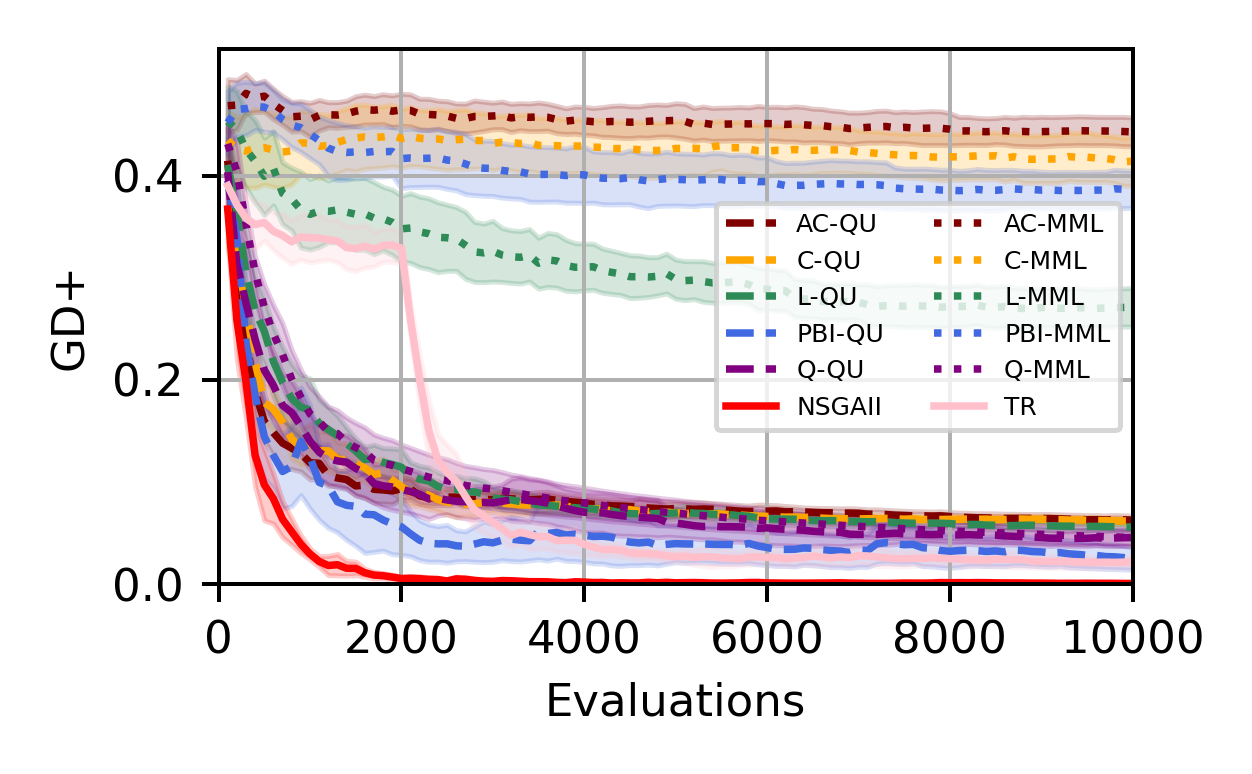 GD+
0.4
0.2
0.0
0 2000 4000 6000 8000 10000
Evaluations
AC-QU AC-MML
C-QU C-MML
L-QU L-MML
PBI-QU PBI-MML
Q-QU Q-MML
NSGAII TR